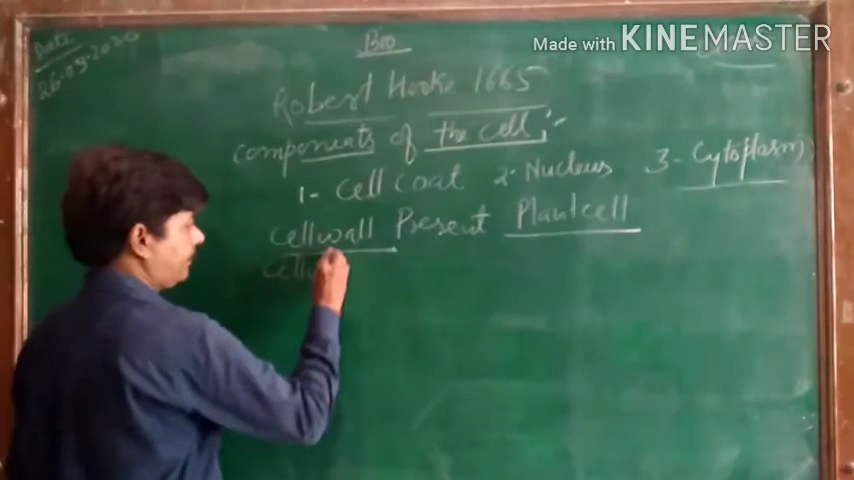 Made with KINEMASTER
Date
26-09-2020
Bio
Robert Hooke 1665
Components of the cell:-
1- Cell coat 2- Nucleus 3- Cytoplasm
cellwall Present Plantcell